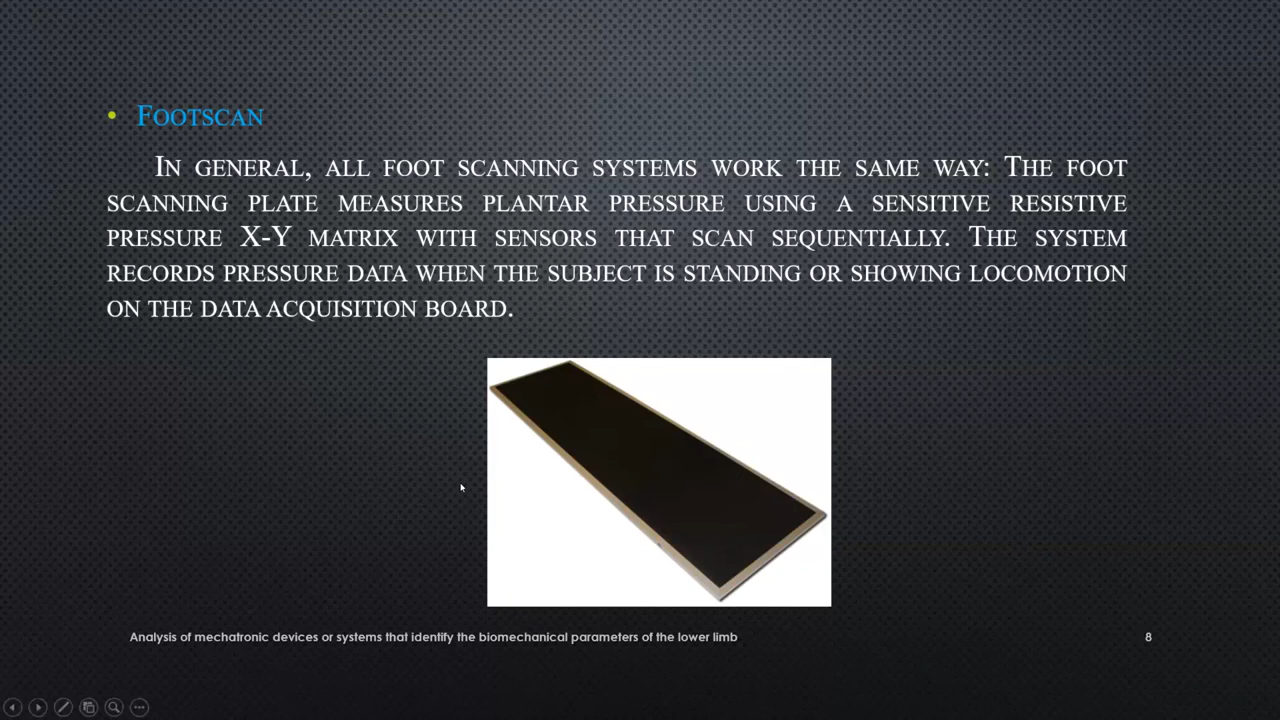 • FOOTSCAN
IN GENERAL, ALL FOOT SCANNING SYSTEMS WORK THE SAME WAY: THE FOOT
SCANNING PLATE MEASURES PLANTAR PRESSURE USING A SENSITIVE RESISTIVE
PRESSURE X-Y MATRIX WITH SENSORS THAT SCAN SEQUENTIALLY. THE SYSTEM
RECORDS PRESSURE DATA WHEN THE SUBJECT IS STANDING OR SHOWING LOCOMOTION
ON THE DATA ACQUISITION BOARD.
Analysis of mechatronic devices or systems that identify the biomechanical parameters of the lower limb
8